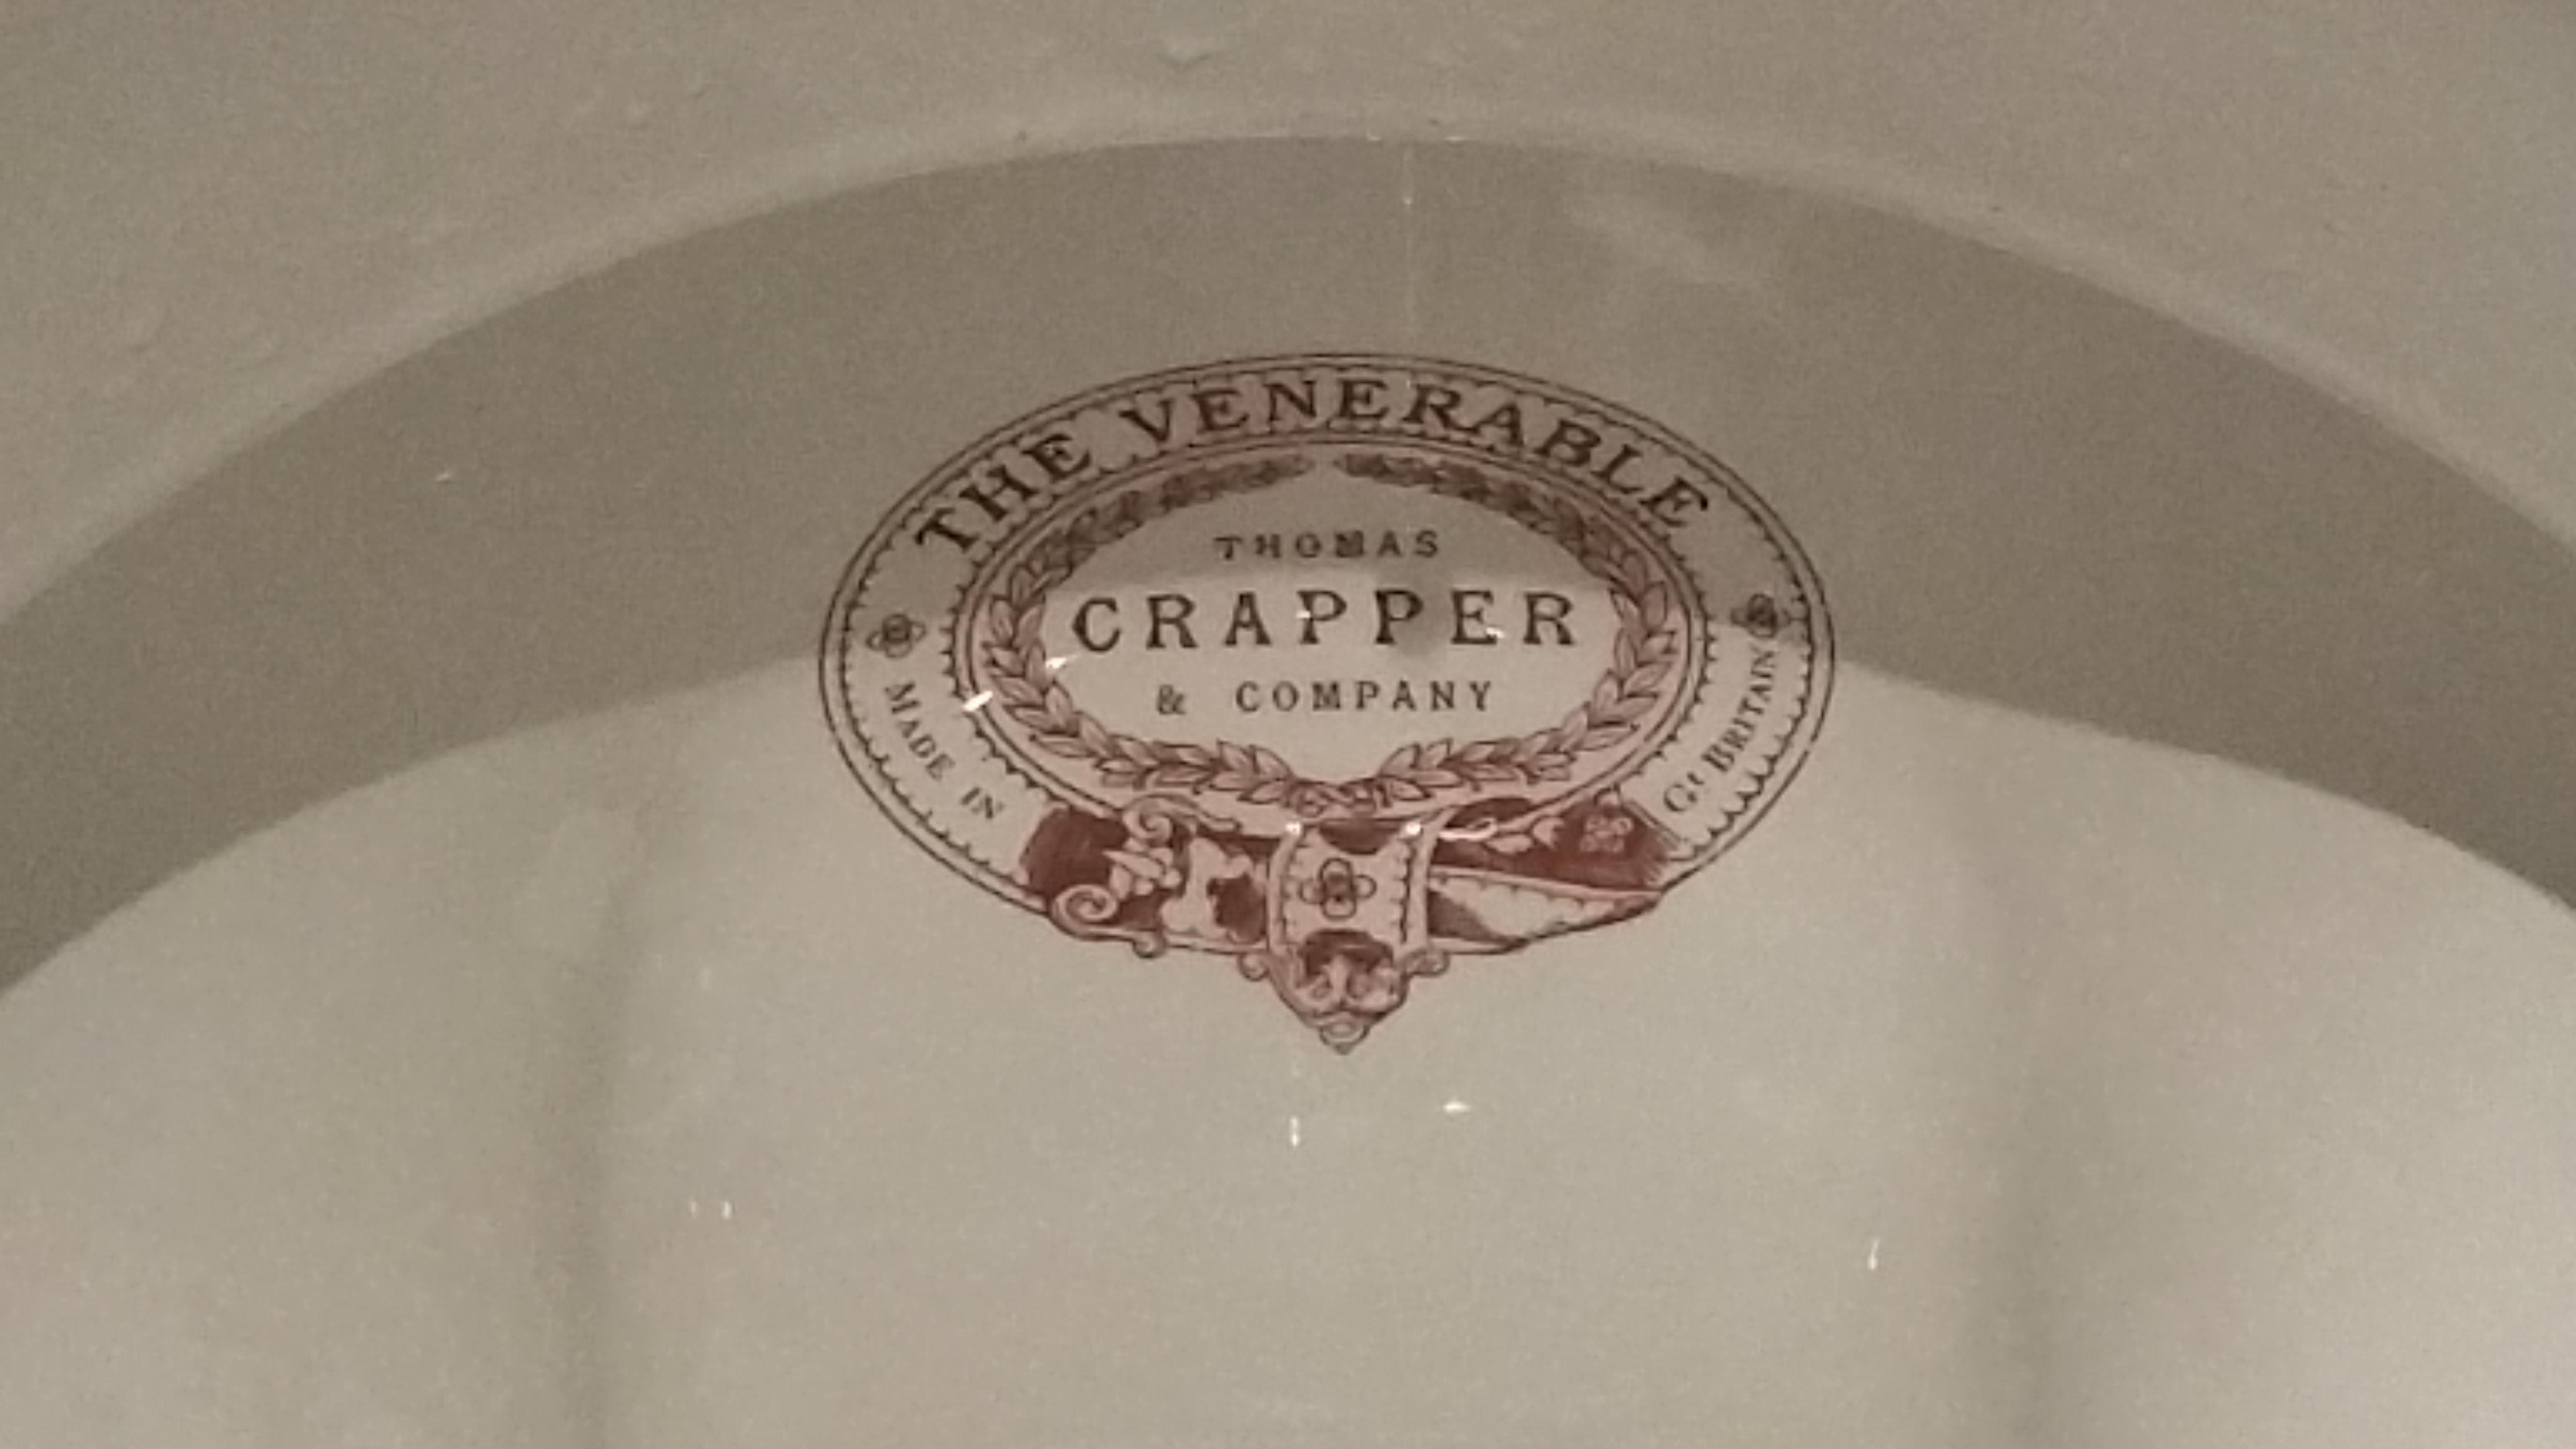 THE VENERABLE
THOMAS
CRAPPER
& COMPANY
MADE IN
Gt BRITAIN